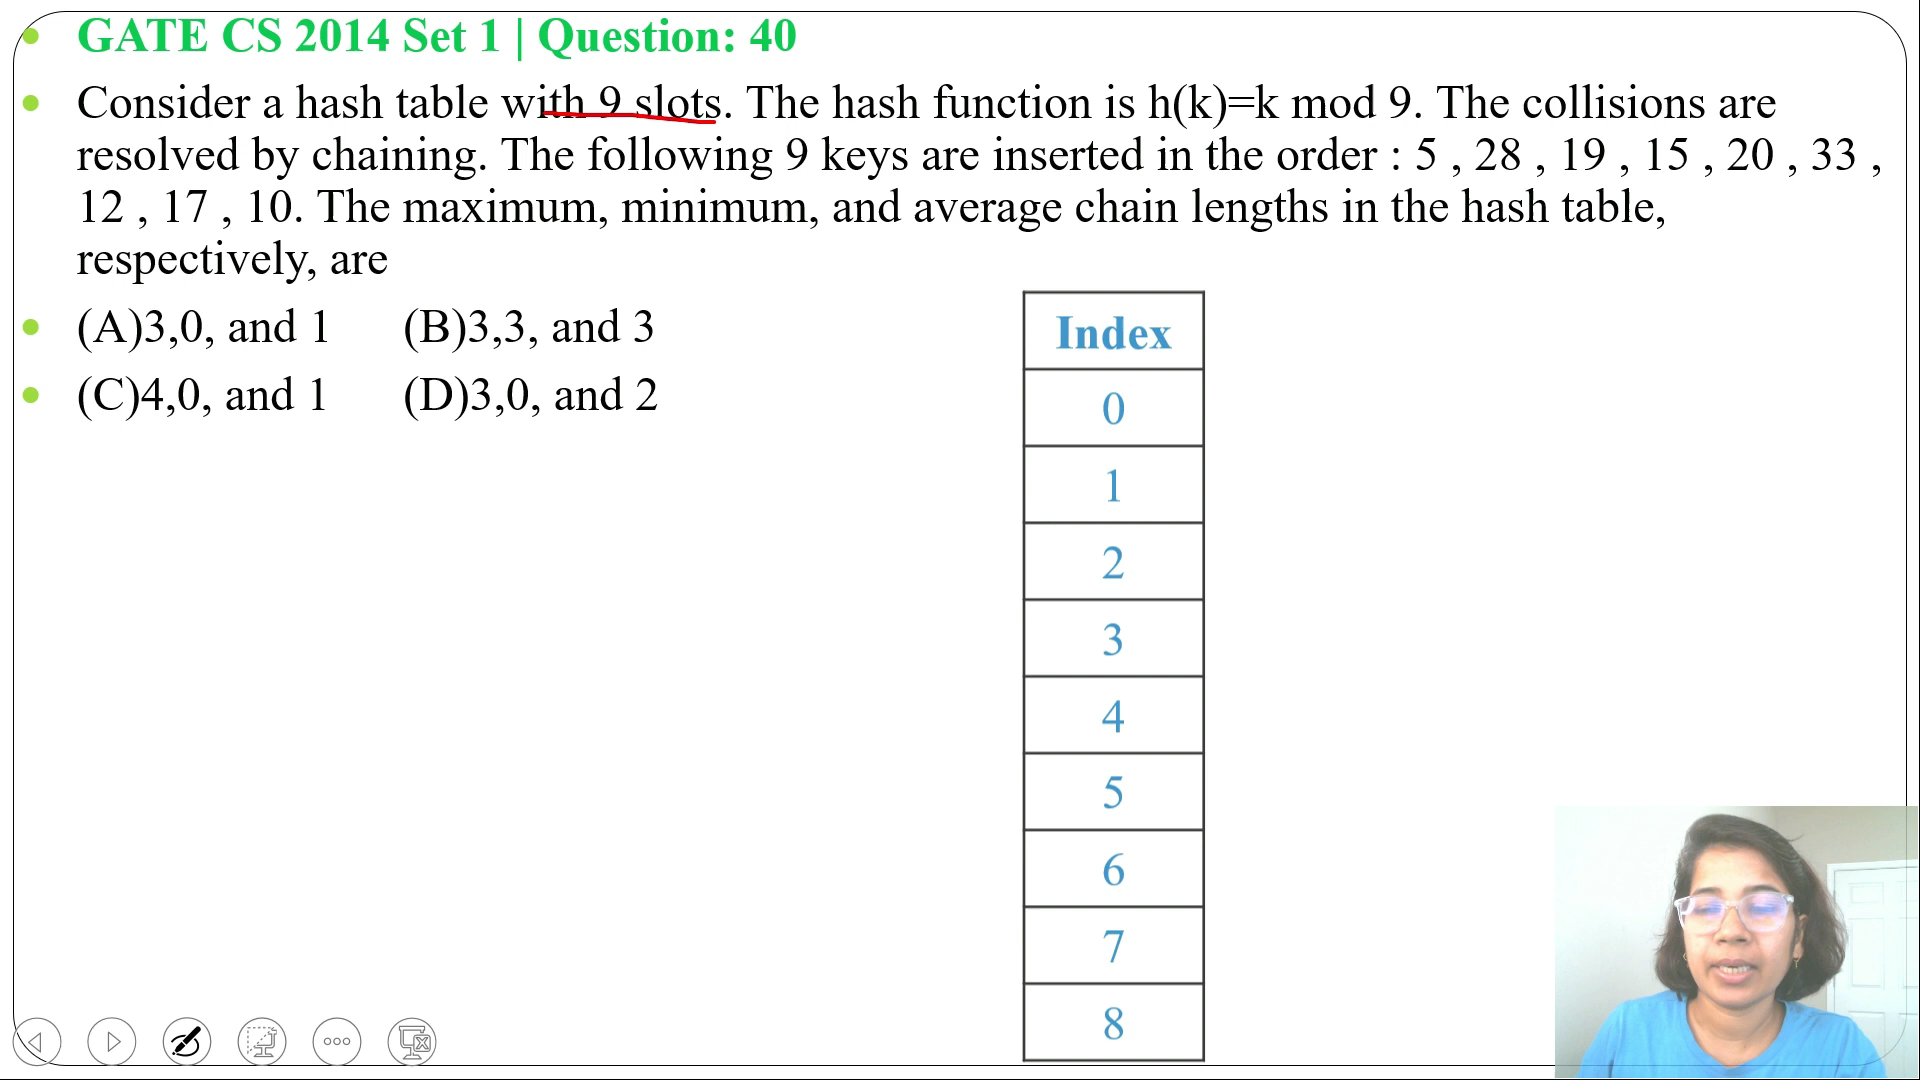 GATE CS 2014 Set 1 | Question: 40
Consider a hash table with 9 slots. The hash function is h(k)=k mod 9. The collisions are
resolved by chaining. The following 9 keys are inserted in the order : 5 , 28 , 19 , 15 , 20 , 33 ,
12 , 17 , 10. The maximum, minimum, and average chain lengths in the hash table,
respectively, are
(A)3,0, and 1 (B)3,3, and 3
(C)4,0, and 1 (D)3,0, and 2
Index
0
1
2
3
4
5
6
7
8